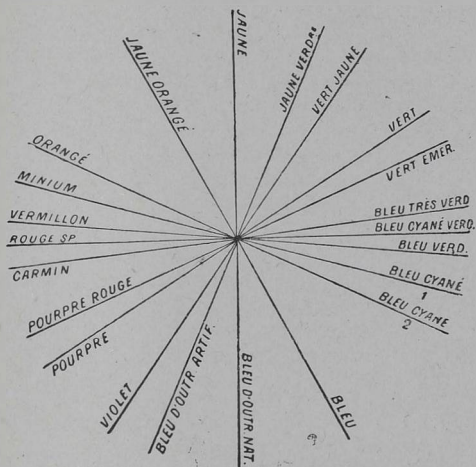 JAUNE
JAUNE VERDRE
VERT JAUNE
VERT
VERT EMER.
BLEU TRÈS VERD
BLEU CYANÉ VERD.
BLEU VERD.
BLEU CYANÉ
1
BLEU CYANÉ
2
BLEU
BLEU D'OUTR NAT.
BLEU D'OUTR ARTIF.
VIOLET
POURPRE
POURPRE ROUGE
CARMIN
ROUGE SP
VERMILLON
MINIUM
ORANGÉ
JAUNE ORANGÉ